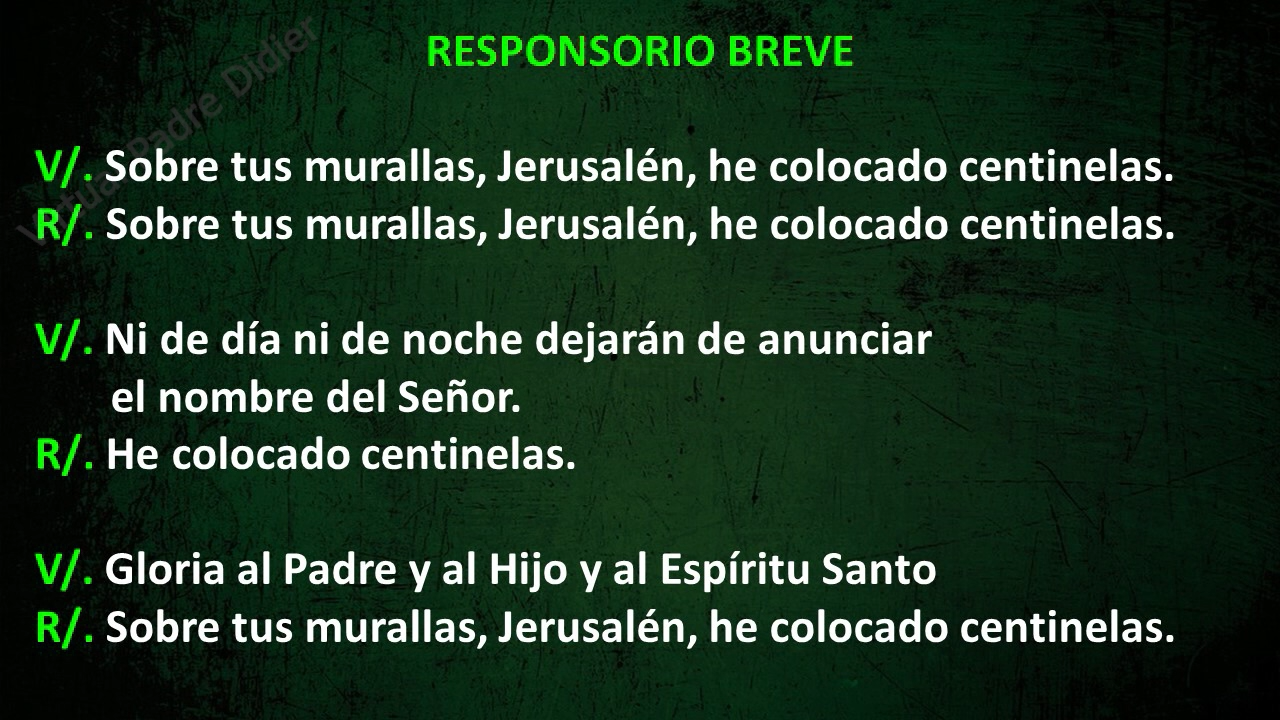 RESPONSORIO BREVE
V/. Sobre tus murallas, Jerusalén, he colocado centinelas.
R/. Sobre tus murallas, Jerusalén, he colocado centinelas.
V/. Ni de día ni de noche dejarán de anunciar
el nombre del Señor.
R/. He colocado centinelas.
V/. Gloria al Padre y al Hijo y al Espíritu Santo
R/. Sobre tus murallas, Jerusalén, he colocado centinelas.
Padre Didier